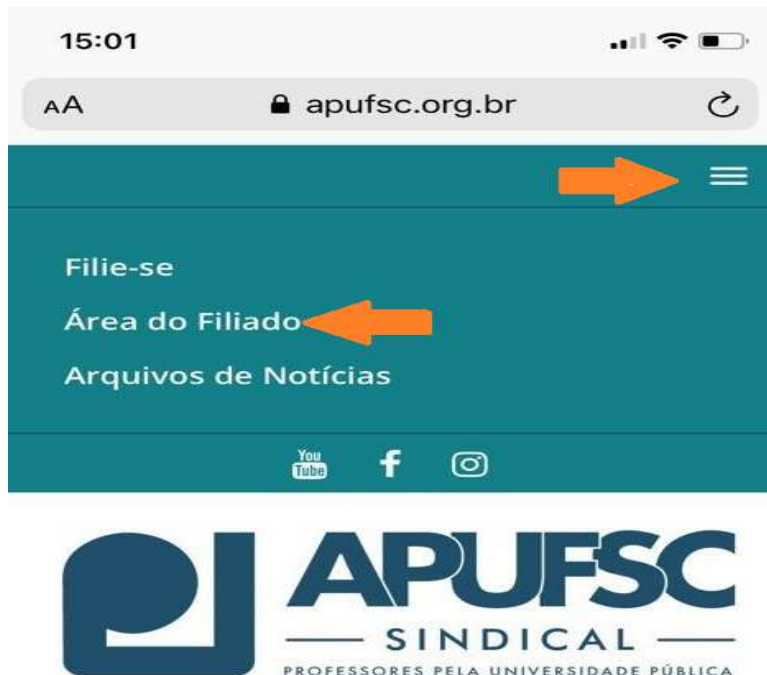 15:01
AA apufsc.org.br
Filie-se
Área do Filiado
Arquivos de Notícias
You Tube f
APUFSC
SINDICAL
PROFESSORES PELA UNIVERSIDADE PÚBLICA